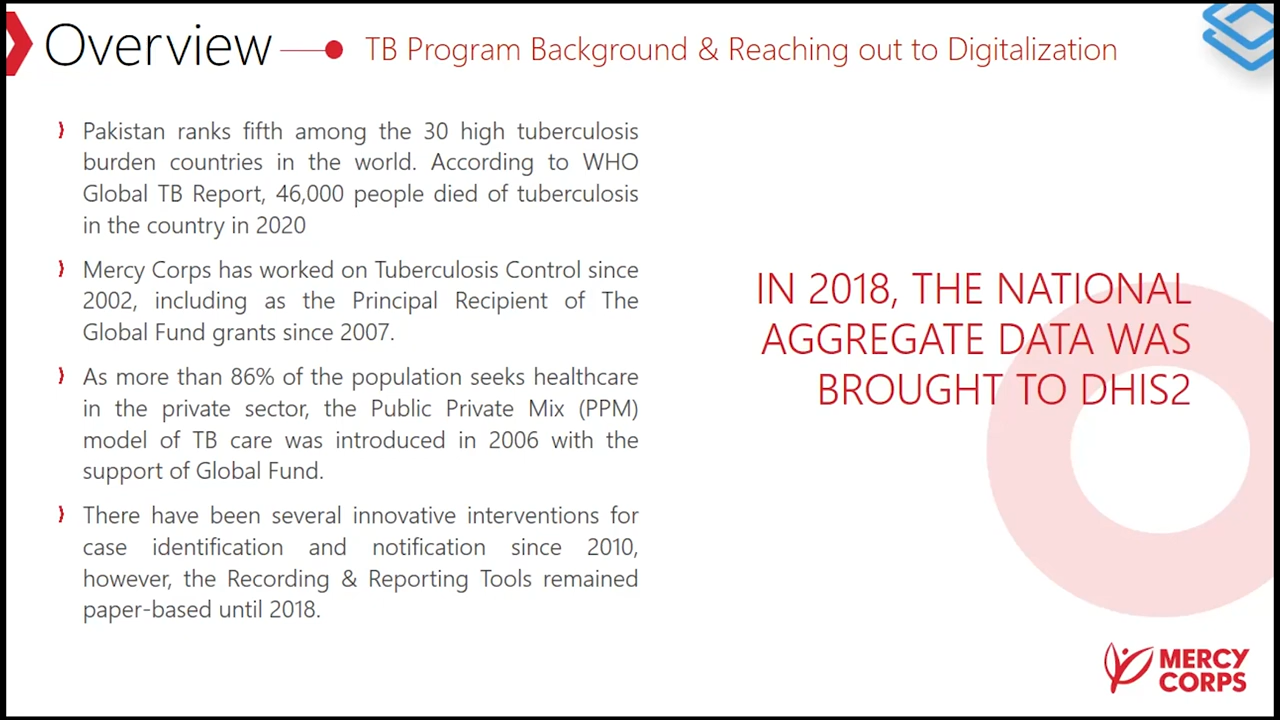 Overview
TB Program Background & Reaching out to Digitalization
Pakistan ranks fifth among the 30 high tuberculosis
burden countries in the world. According to WHO
Global TB Report, 46,000 people died of tuberculosis
in the country in 2020
Mercy Corps has worked on Tuberculosis Control since
2002, including as the Principal Recipient of The
Global Fund grants since 2007.
As more than 86% of the population seeks healthcare
in the private sector, the Public Private Mix (PPM)
model of TB care was introduced in 2006 with the
support of Global Fund.
There have been several innovative interventions for
case identification and notification since 2010,
however, the Recording & Reporting Tools remained
paper-based until 2018.
IN 2018, THE NATIONAL
AGGREGATE DATA WAS
BROUGHT TO DHIS2
MERCY
CORPS